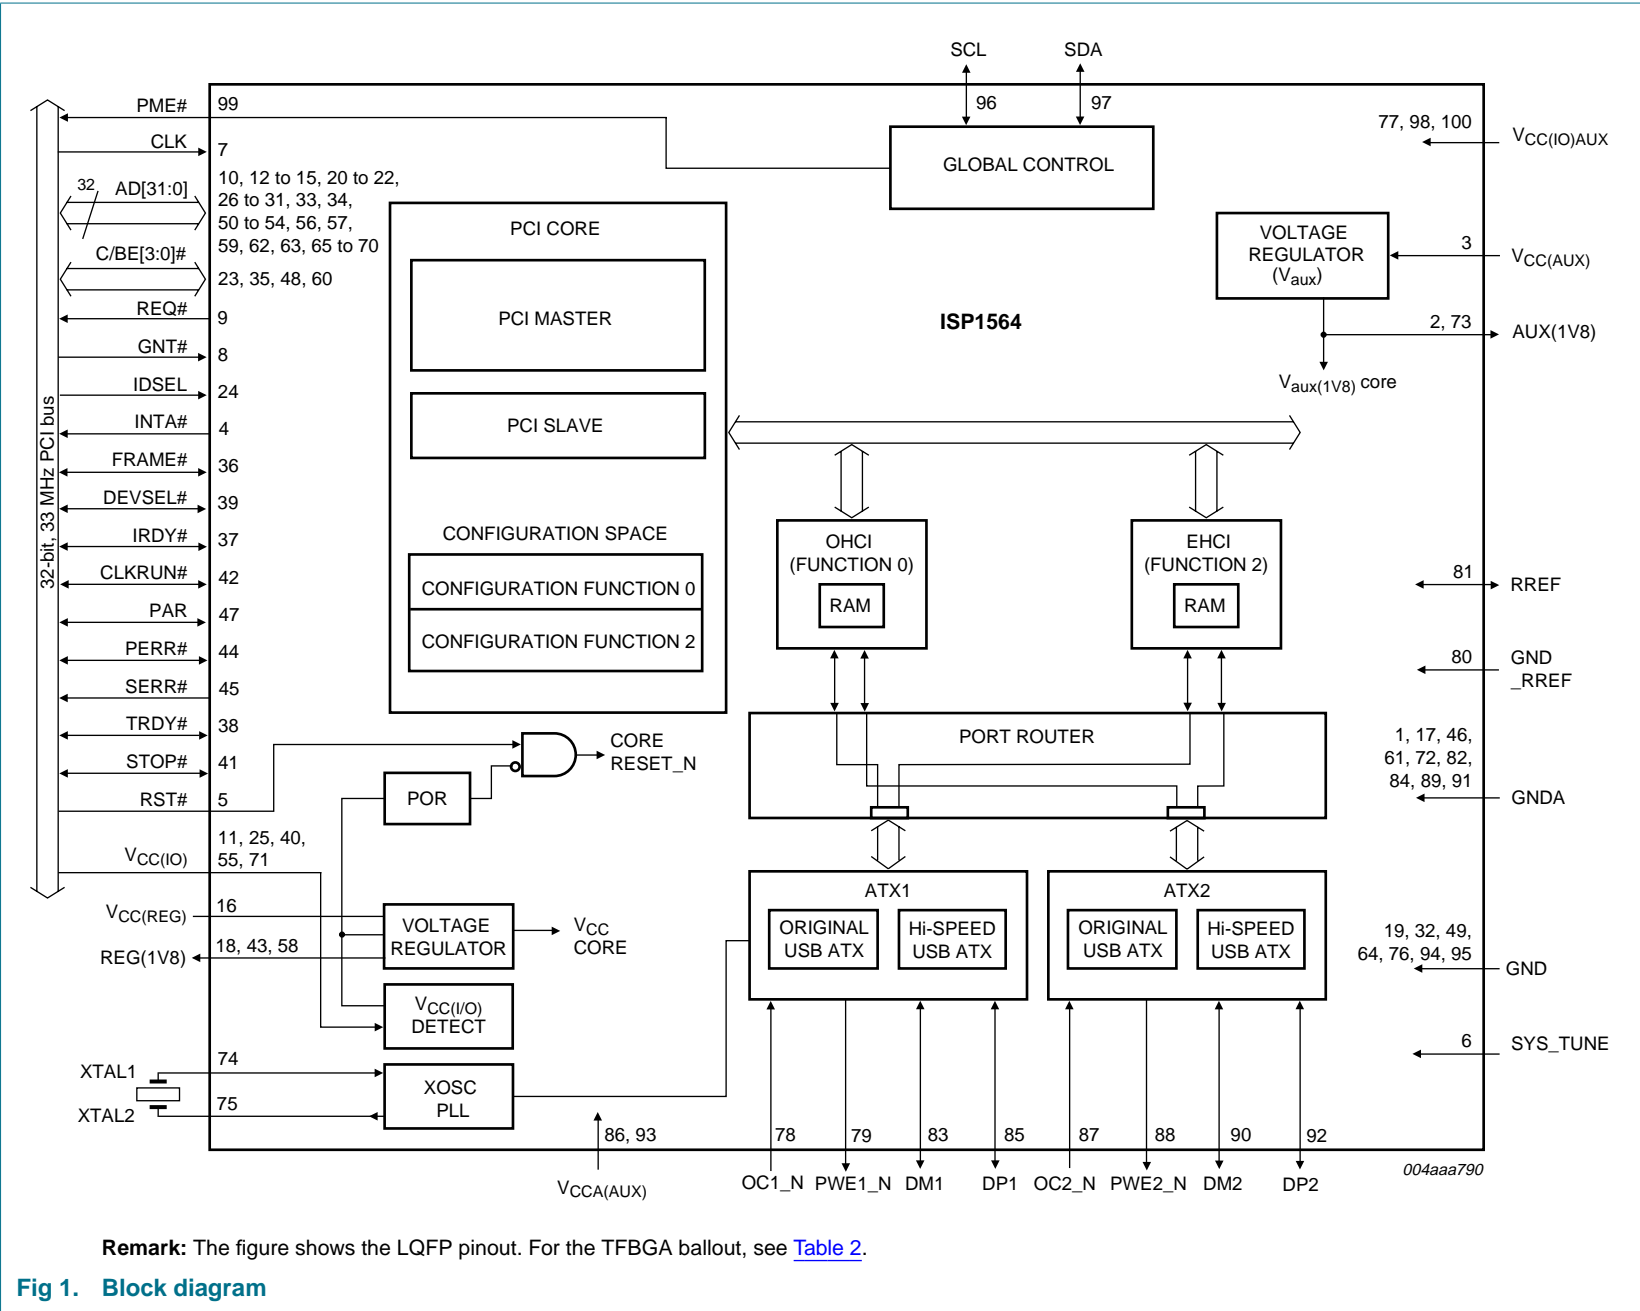 SCL
SDA
96
97
GLOBAL CONTROL
PME#
99
CLK
7
32
AD[31:0]
10, 12 to 15, 20 to 22,
26 to 31, 33, 34,
50 to 54, 56, 57,
59, 62, 63, 65 to 70
C/BE[3:0]#
23, 35, 48, 60
REQ#
9
GNT#
8
IDSEL
24
INTA#
4
FRAME#
36
DEVSEL#
39
IRDY#
37
CLKRUN#
42
PAR
47
PERR#
44
SERR#
45
TRDY#
38
STOP#
41
RST#
5
VCC(IO)
11, 25, 40,
55, 71
32-bit, 33 MHz PCI bus
VCC(REG)
16
REG(1V8)
18, 43, 58
XTAL1
74
XTAL2
75
PCI CORE
PCI MASTER
PCI SLAVE
CONFIGURATION SPACE
CONFIGURATION FUNCTION 0
CONFIGURATION FUNCTION 2
CORE
RESET_N
POR
VOLTAGE
REGULATOR
VCC
CORE
VCC(I/O)
DETECT
XOSC
PLL
ISP1564
77, 98, 100
VCC(IO)AUX
VOLTAGE
REGULATOR
(Vaux)
3
VCC(AUX)
2, 73
AUX(1V8)
Vaux(1V8) core
OHCI
(FUNCTION 0)
RAM
EHCI
(FUNCTION 2)
RAM
81
RREF
80
GND
_RREF
PORT ROUTER
1, 17, 46,
61, 72, 82,
84, 89, 91
GNDA
ATX1
ORIGINAL
USB ATX
Hi-SPEED
USB ATX
ATX2
ORIGINAL
USB ATX
Hi-SPEED
USB ATX
19, 32, 49,
64, 76, 94, 95
GND
6
SYS_TUNE
86, 93
VCCA(AUX)
78
79
83
85
87
88
90
92
OC1_N
PWE1_N
DM1
DP1
OC2_N
PWE2_N
DM2
DP2
004aaa790
Remark: The figure shows the LQFP pinout. For the TFBGA ballout, see Table 2.
Fig 1. Block diagram